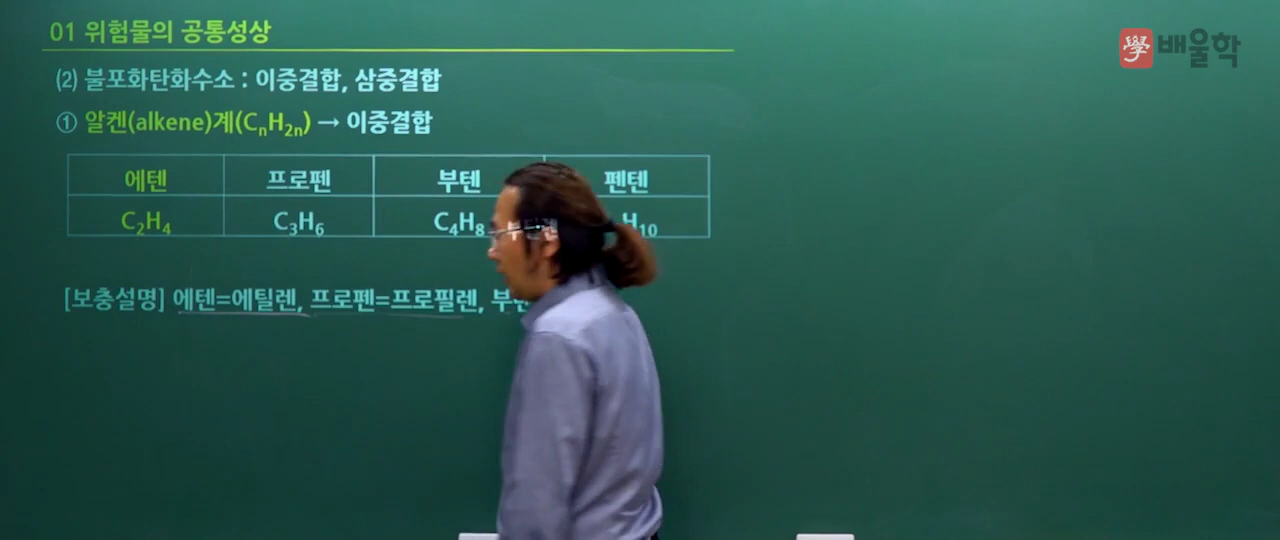 01 위험물의 공통성상
學 배울학
(2) 불포화탄화수소 : 이중결합, 삼중결합
① 알켄(alkene)계(CnH2n) → 이중결합
에텐 프로펜 부텐 펜텐
C2H4 C3H6 C4H8 H10
[보충설명] 에텐=에틸렌, 프로펜=프로필렌,